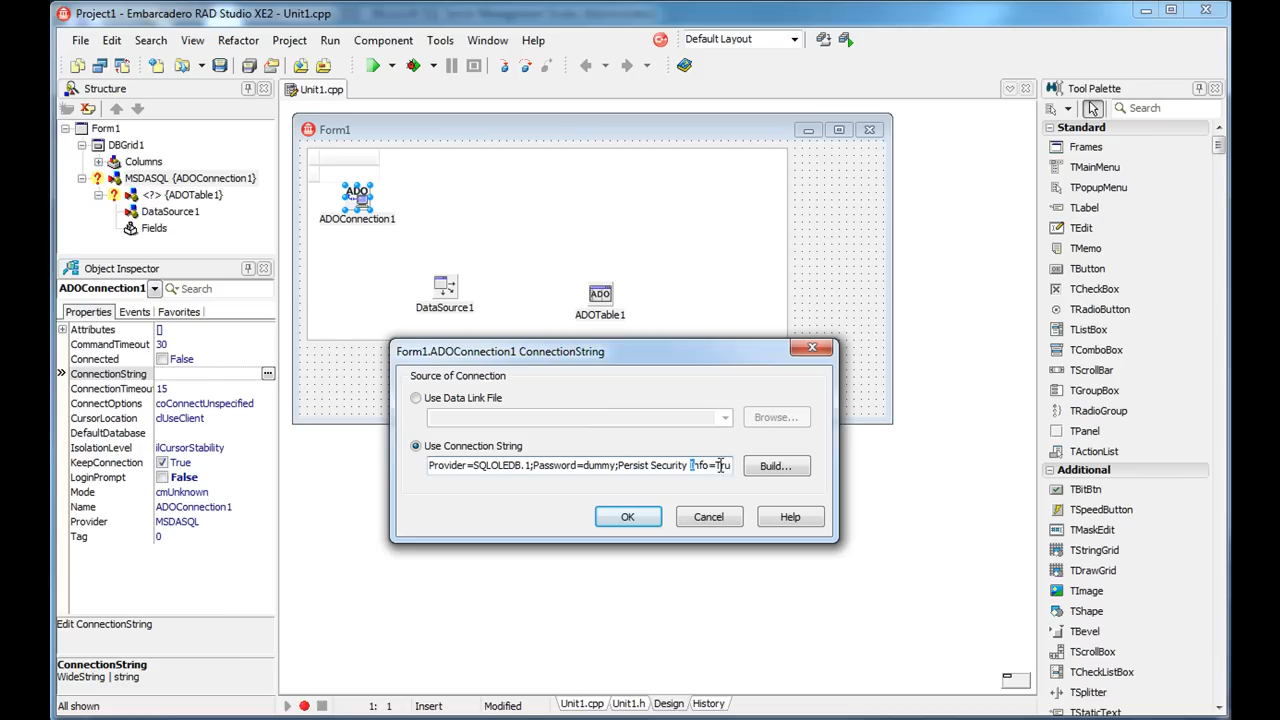 Project1 - Embarcadero RAD Studio XE2 - Unit1.cpp
File Edit Search View Refactor Project Run Component Tools Window Help
Default Layout
Structure
Form1
DBGrid1
Columns
MSDASQL {ADOConnection1}
<?> {ADOTable1}
DataSource1
Fields
Object Inspector
ADOConnection1 Search
Properties Events Favorites
Attributes []
CommandTimeout 30
Connected False
ConnectionString
ConnectionTimeout 15
ConnectOptions coConnectUnspecified
CursorLocation clUseClient
DefaultDatabase
IsolationLevel ilCursorStability
KeepConnection True
LoginPrompt False
Mode cmUnknown
Name ADOConnection1
Provider MSDASQL
Tag 0
Edit ConnectionString
ConnectionString
WideString | string
All shown
Unit1.cpp
Form1
ADO
ADOConnection1
DataSource1
ADO
ADOTable1
Form1.ADOConnection1 ConnectionString
Source of Connection
Use Data Link File
Browse...
Use Connection String
Provider=SQLOLEDB.1;Password=dummy;Persist Security Info=Tru
Build...
OK Cancel Help
1: 1 Insert Modified Unit1.cpp Unit1.h Design History
Tool Palette
Search
Standard
Frames
TMainMenu
TPopupMenu
TLabel
TEdit
TMemo
TButton
TCheckBox
TRadioButton
TListBox
TComboBox
TScrollBar
TGroupBox
TRadioGroup
TPanel
TActionList
Additional
TBitBtn
TSpeedButton
TMaskEdit
TStringGrid
TDrawGrid
TImage
TShape
TBevel
TScrollBox
TCheckListBox
TSplitter
TStaticText